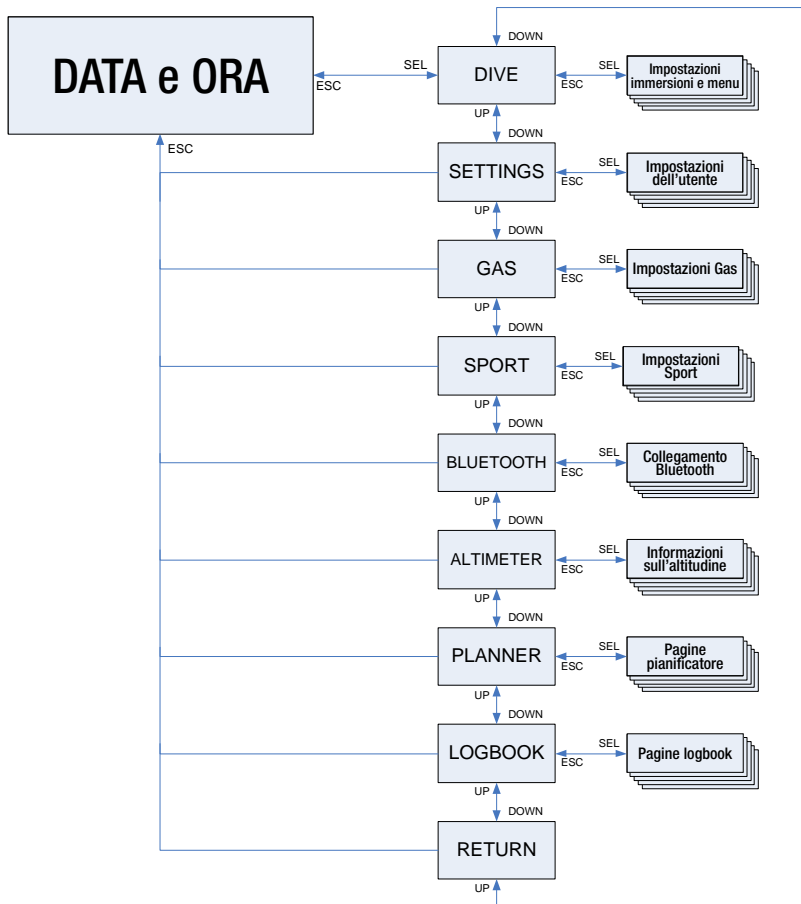 DOWN
DATA e ORA
SEL
ESC
DIVE
SEL
ESC
Impostazioni
immersioni e menu
UP
DOWN
ESC
SETTINGS
SEL
ESC
Impostazioni
dell'utente
UP
DOWN
GAS
SEL
ESC
Impostazioni Gas
UP
DOWN
SPORT
SEL
ESC
Impostazioni
Sport
UP
DOWN
BLUETOOTH
SEL
ESC
Collegamento
Bluetooth
UP
DOWN
ALTIMETER
SEL
ESC
Informazioni
sull'altitudine
UP
DOWN
PLANNER
SEL
ESC
Pagine
pianificatore
UP
DOWN
LOGBOOK
SEL
ESC
Pagine logbook
UP
DOWN
RETURN
UP